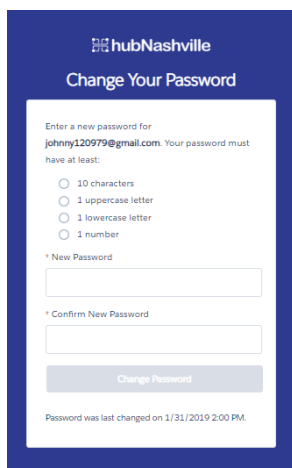 hubNashville
Change Your Password
Enter a new password for
johnny120979@gmail.com. Your password must
have at least:
10 characters
1 uppercase letter
1 lowercase letter
1 number
* New Password
* Confirm New Password
Change Password
Password was last changed on 1/31/2019 2:00 PM.